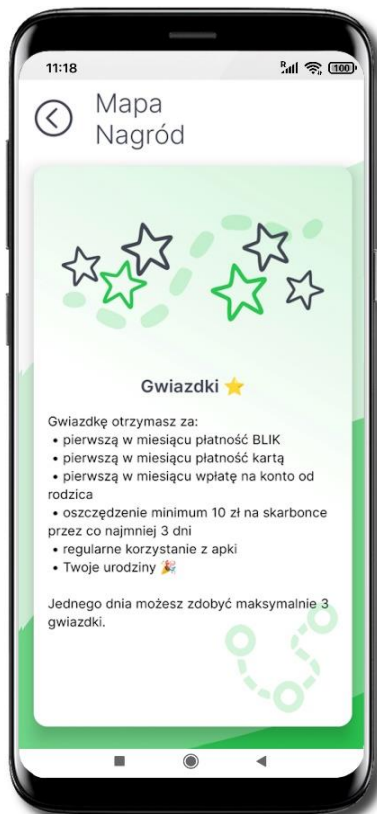 11:18
R
100
Mapa
Nagród
Gwiazdki ⭐
Gwiazdkę otrzymasz za:
• pierwszą w miesiącu płatność BLIK
• pierwszą w miesiącu płatność kartą
• pierwszą w miesiącu wpłatę na konto od
rodzica
• oszczędzenie minimum 10 zł na skarbonce
przez co najmniej 3 dni
• regularne korzystanie z apki
• Twoje urodziny 🎉
Jednego dnia możesz zdobyć maksymalnie 3
gwiazdki.